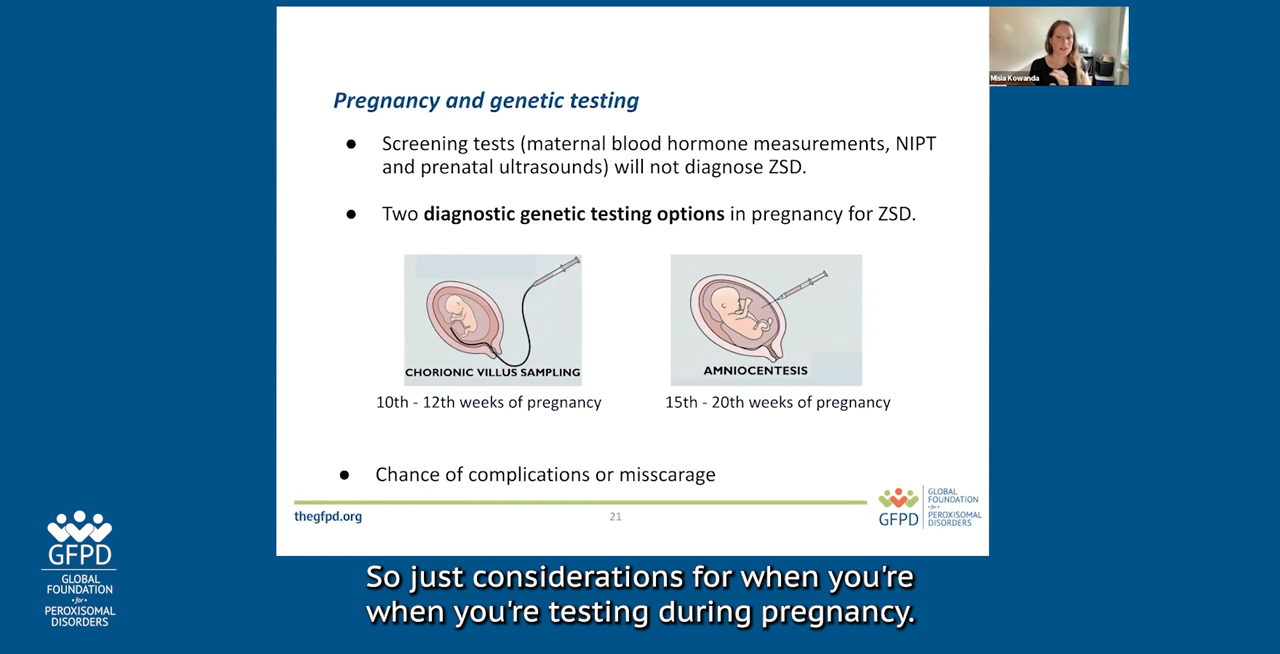 Misia Kowanda
Pregnancy and genetic testing
● Screening tests (maternal blood hormone measurements, NIPT
and prenatal ultrasounds) will not diagnose ZSD.
● Two diagnostic genetic testing options in pregnancy for ZSD.
CHORIONIC VILLUS SAMPLING
AMNIOCENTESIS
10th - 12th weeks of pregnancy
15th - 20th weeks of pregnancy
● Chance of complications or misscarage
thegfpd.org
21
GFPD
GLOBAL
FOUNDATION
for
PEROXISOMAL
DISORDERS
GFPD
GLOBAL
FOUNDATION
for
PEROXISOMAL
DISORDERS
So just considerations for when you're
when you're testing during pregnancy.